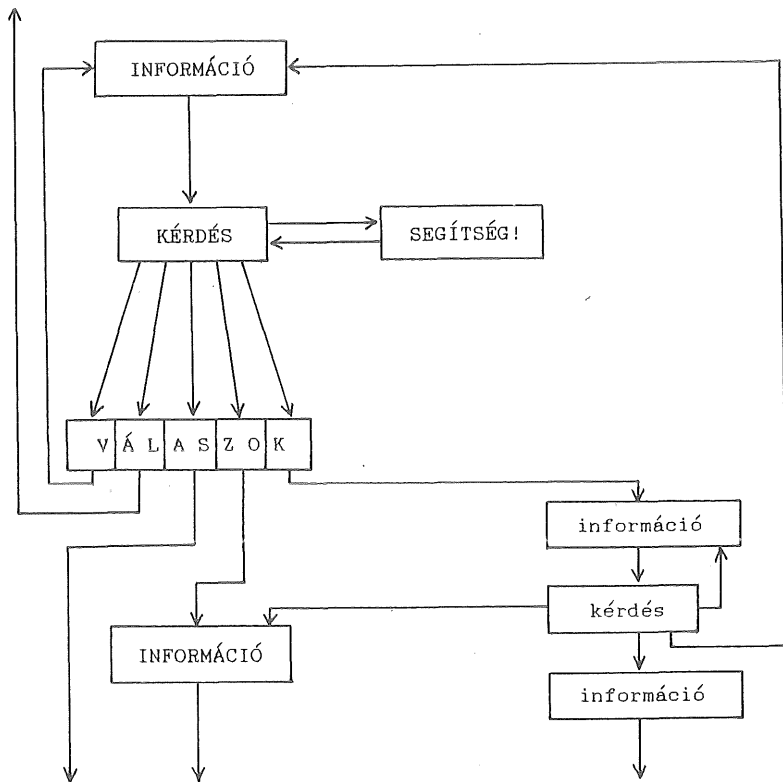 INFORMÁCIÓ
KÉRDÉS
SEGÍTSÉG!
V Á L A S Z O K
információ
kérdés
INFORMÁCIÓ
információ